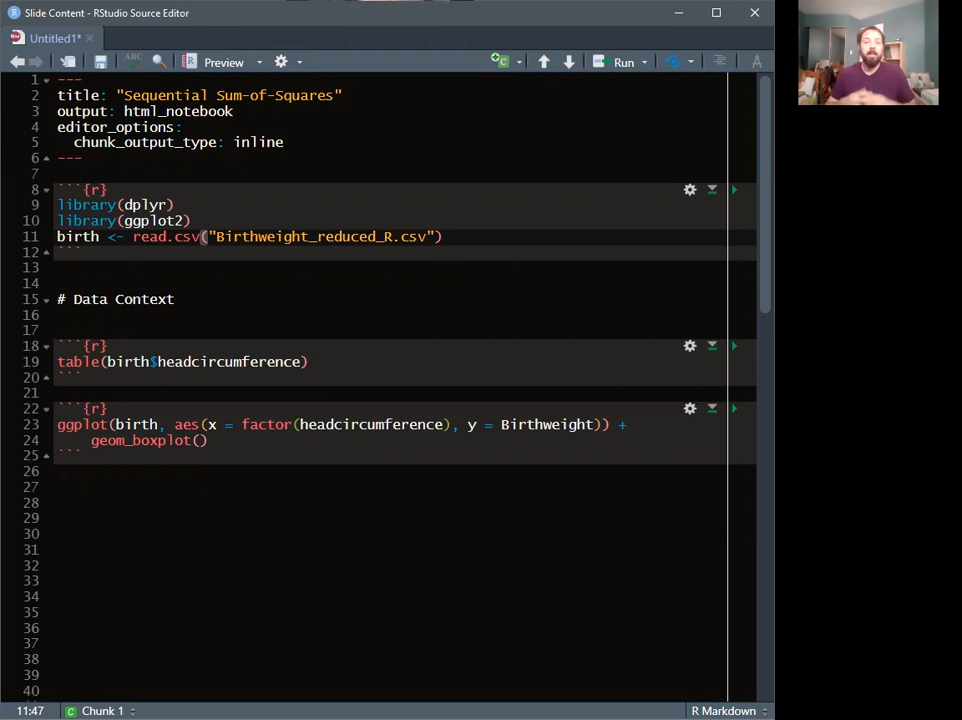 Slide Content - RStudio Source Editor
Untitled1*
ABC
Preview
Run
1 ---
2 title: "Sequential Sum-of-Squares"
3 output: html_notebook
4 editor_options:
5 chunk_output_type: inline
6 ---
7
8 ```{r}
9 library(dplyr)
10 library(ggplot2)
11 birth <- read.csv("Birthweight_reduced_R.csv")
12 ```
13
14
15 # Data Context
16
17
18 ```{r}
19 table(birth$headcircumference)
20 ```
21
22 ```{r}
23 ggplot(birth, aes(x = factor(headcircumference), y = Birthweight)) +
24 geom_boxplot()
25 ```
26
27
28
29
30
31
32
33
34
35
36
37
38
39
40
11:47 C Chunk 1 R Markdown